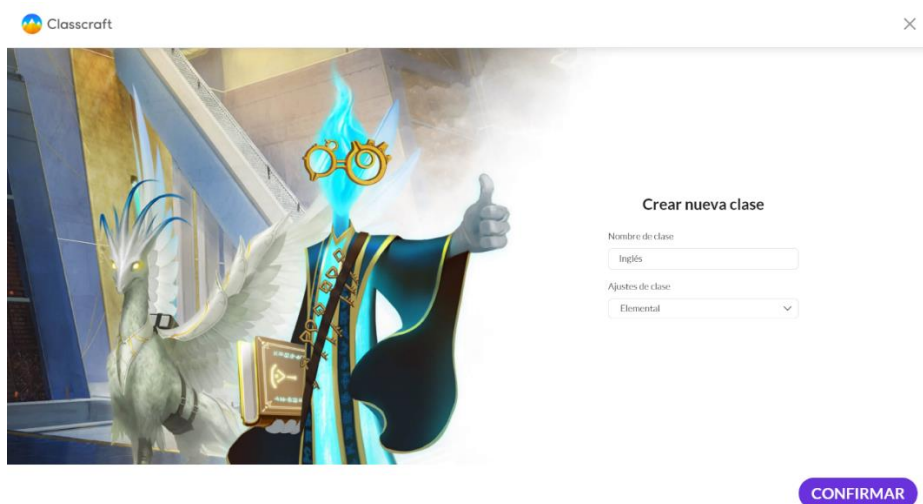 Classcraft
Crear nueva clase
Nombre de clase
Inglés
Ajustes de clase
Elemental
CONFIRMAR